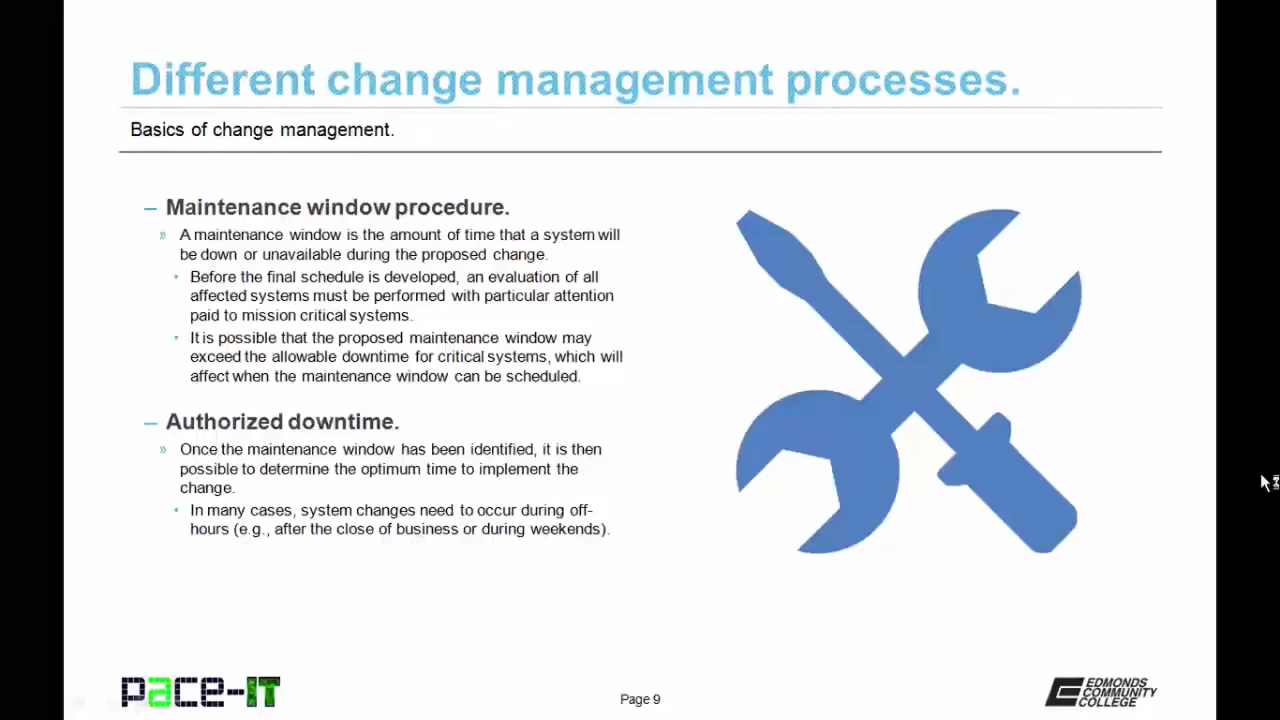 Different change management processes.
Basics of change management.
– Maintenance window procedure.
» A maintenance window is the amount of time that a system will
be down or unavailable during the proposed change.
• Before the final schedule is developed, an evaluation of all
affected systems must be performed with particular attention
paid to mission critical systems.
• It is possible that the proposed maintenance window may
exceed the allowable downtime for critical systems, which will
affect when the maintenance window can be scheduled.
– Authorized downtime.
» Once the maintenance window has been identified, it is then
possible to determine the optimum time to implement the
change.
• In many cases, system changes need to occur during off-
hours (e.g., after the close of business or during weekends).
pace-IT
Page 9
EDMONDS
COMMUNITY
COLLEGE